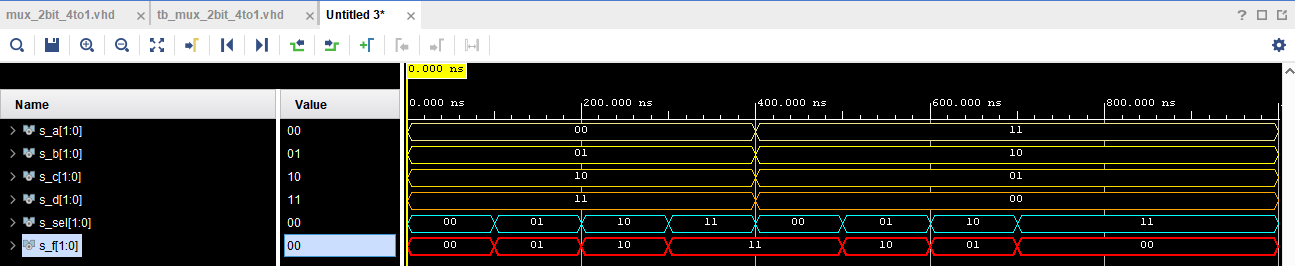 mux_2bit_4to1.vhd × tb_mux_2bit_4to1.vhd × Untitled 3* × ?
0.000 ns
Name Value 0.000 ns 200.000 ns 400.000 ns 600.000 ns 800.000 ns
s_a[1:0] 00 00 11
s_b[1:0] 01 01 10
s_c[1:0] 10 10 01
s_d[1:0] 11 11 00
s_sel[1:0] 00 00 01 10 11 00 01 10 11
s_f[1:0] 00 00 01 10 11 10 01 00